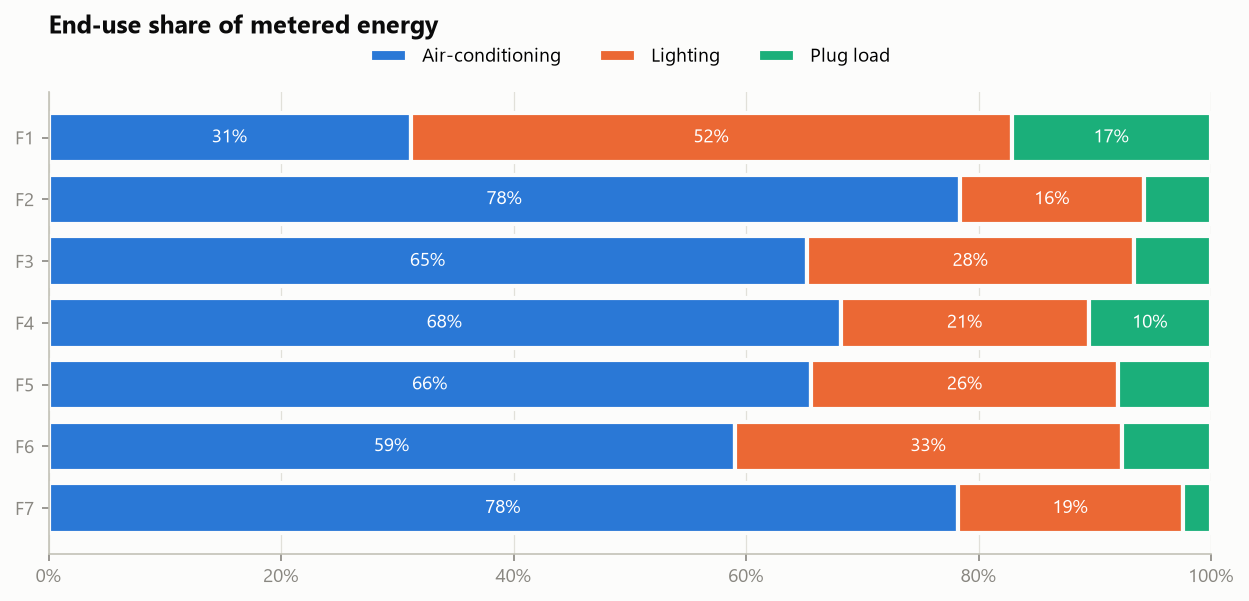 End-use share of metered energy
Air-conditioning Lighting Plug load
F1 31% 52% 17%
F2 78% 16%
F3 65% 28%
F4 68% 21% 10%
F5 66% 26%
F6 59% 33%
F7 78% 19%
0% 20% 40% 60% 80% 100%